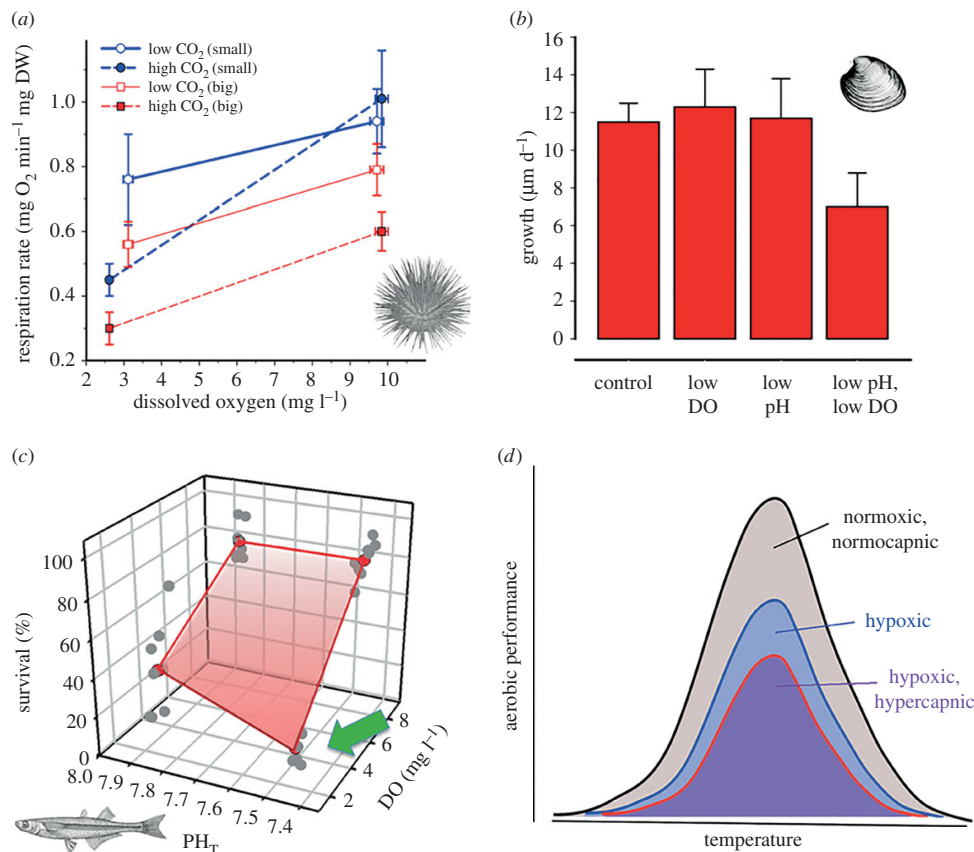 (a)
low CO2 (small)
high CO2 (small)
low CO2 (big)
high CO2 (big)
respiration rate (mg O2 min−1 mg DW)
1.0
0.8
0.6
0.4
0.2
2 3 4 5 6 7 8 9 10
dissolved oxygen (mg l−1)
(b)
growth (µm d−1)
16
14
12
10
8
6
4
2
0
control
low
DO
low
pH
low pH,
low DO
(c)
survival (%)
100
80
60
40
20
0
8.0 7.9 7.8 7.7 7.6 7.5 7.4
PHT
2 4 6 8
DO (mg l−1)
(d)
aerobic performance
normoxic,
normocapnic
hypoxic
hypoxic,
hypercapnic
temperature